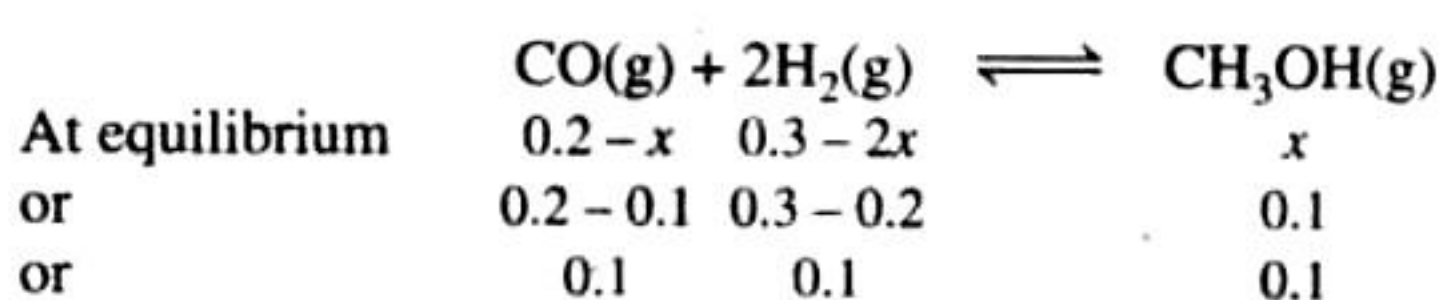 CO(g) + 2H₂(g) ⇌ CH₃OH(g)
At equilibrium 0.2 – x 0.3 – 2x x
or 0.2 – 0.1 0.3 – 0.2 0.1
or 0.1 0.1 0.1